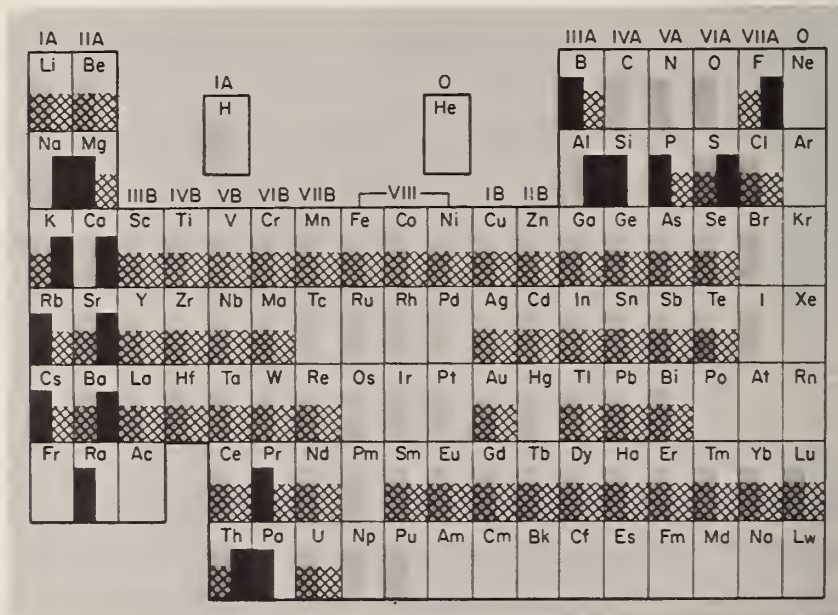 IA IIA IIIA IVA VA VIA VIIA O
Li Be B C N O F Ne
IA O
H He
Na Mg Al Si P S Cl Ar
IIIB IVB VB VIB VIIB VIII IB IIB
K Ca Sc Ti V Cr Mn Fe Co Ni Cu Zn Ga Ge As Se Br Kr
Rb Sr Y Zr Nb Ma Tc Ru Rh Pd Ag Cd In Sn Sb Te I Xe
Cs Ba La Hf Ta W Re Os Ir Pt Au Hg Tl Pb Bi Po At Rn
Fr Ra Ac Ce Pr Nd Pm Sm Eu Gd Tb Dy Ha Er Tm Yb Lu
Th Pa U Np Pu Am Cm Bk Cf Es Fm Md Na Lw